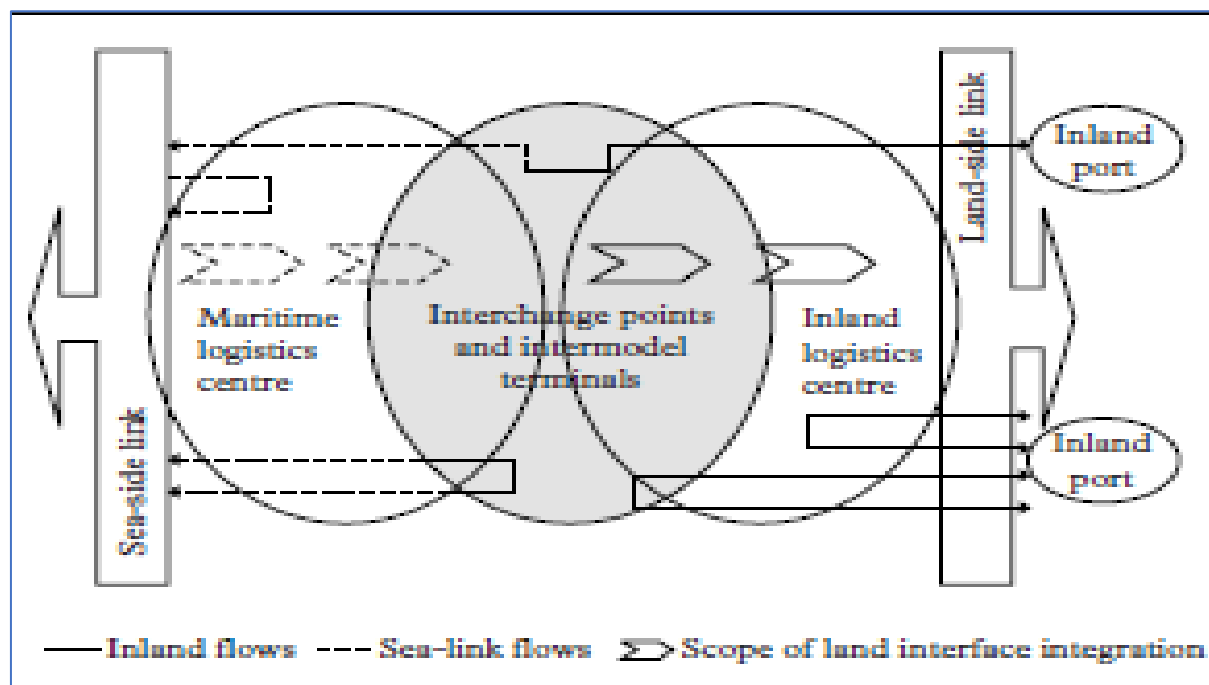 Sea-side link
Land-side link
Inland
port
Maritime
logistics
centre
Interchange points
and intermodel
terminals
Inland
logistics
centre
Inland
port
Inland flows
Sea-link flows
Scope of land interface integration